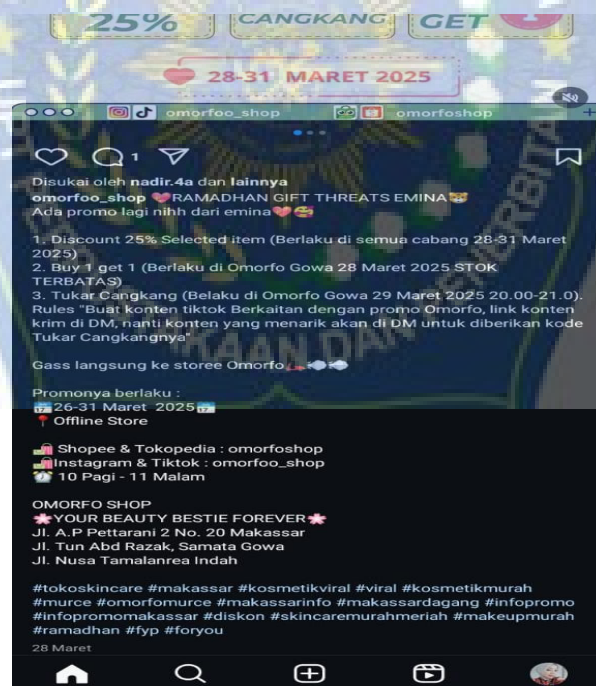 25%
CANGKANG
GET 1
28-31 MARET 2025
omorfoo_shop
omorfoshop
1
Disukai oleh nadir.4a dan lainnya
omorfoo_shop 💖RAMADHAN GIFT THREATS EMINA🐯
Ada promo lagi nihh dari emina💖🥰
1. Discount 25% Selected item (Berlaku di semua cabang 28-31 Maret
2025)
2. Buy 1 get 1 (Berlaku di Omorfo Gowa 28 Maret 2025 STOK
TERBATAS)
3. Tukar Cangkang (Belaku di Omorfo Gowa 29 Maret 2025 20.00-21.0).
Rules "Buat konten tiktok Berkaitan dengan promo Omorfo, link konten
krim di DM, nanti konten yang menarik akan di DM untuk diberikan kode
Tukar Cangkangnya"
Gass langsung ke storee Omorfo🛵💨💨
Promonya berlaku :
📅26-31 Maret 2025📅
📍Offline Store
🛍️ Shopee & Tokopedia : omorfoshop
🛍️Instagram & Tiktok : omorfoo_shop
⏰ 10 Pagi - 11 Malam
OMORFO SHOP
🌸YOUR BEAUTY BESTIE FOREVER🌸
Jl. A.P Pettarani 2 No. 20 Makassar
Jl. Tun Abd Razak, Samata Gowa
Jl. Nusa Tamalanrea Indah
#tokoskincare #makassar #kosmetikviral #viral #kosmetikmurah
#murce #omorfomurce #makassarinfo #makassardagang #infopromo
#infopromomakassar #diskon #skincaremurahmeriah #makeupmurah
#ramadhan #fyp #foryou
28 Maret